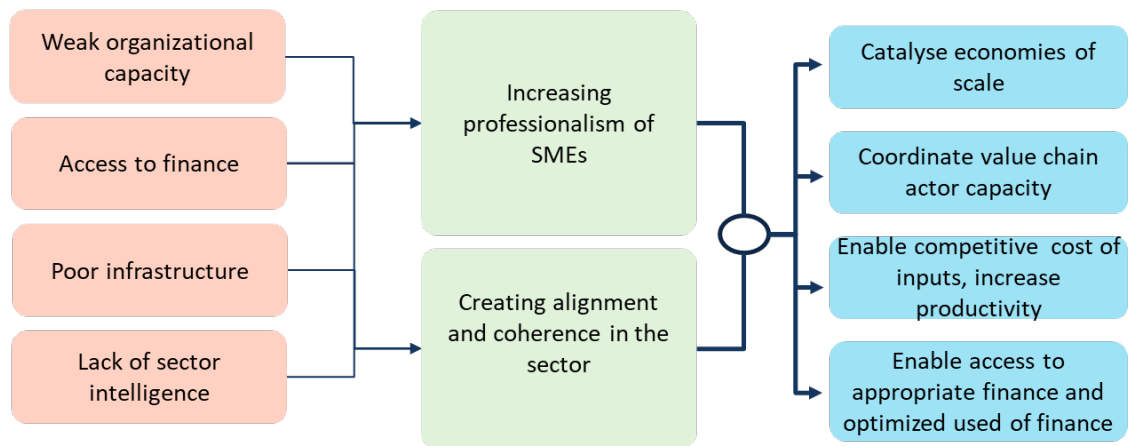 Weak organizational
capacity
Access to finance
Poor infrastructure
Lack of sector
intelligence
Increasing
professionalism of
SMEs
Creating alignment
and coherence in the
sector
Catalyse economies of
scale
Coordinate value chain
actor capacity
Enable competitive cost of
inputs, increase
productivity
Enable access to
appropriate finance and
optimized used of finance